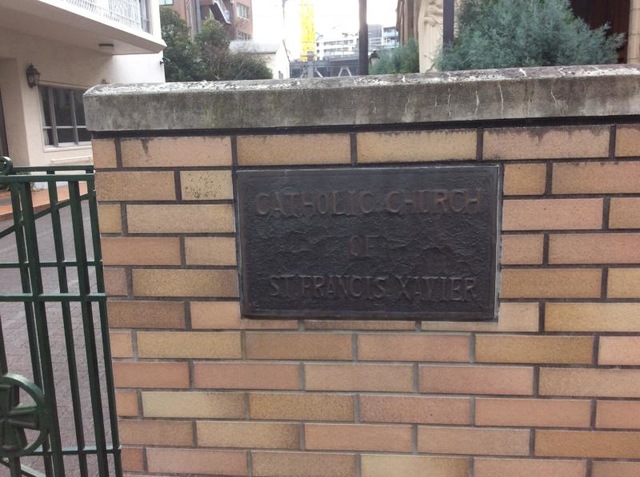 CATHOLIC CHURCH
OF
ST. FRANCIS XAVIER